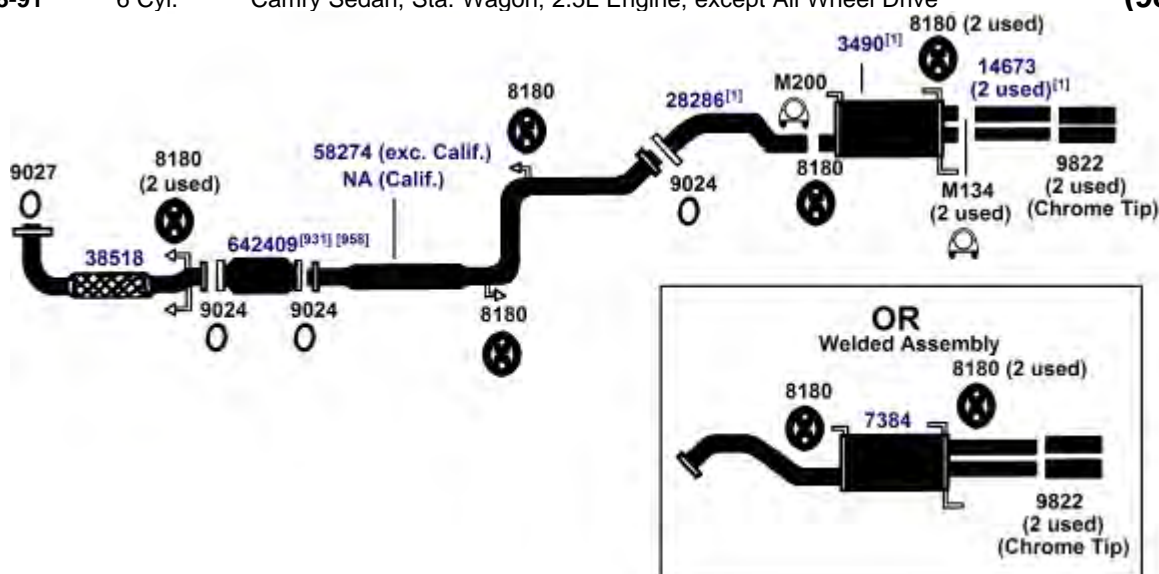 6 Cyl. Camry Sedan, Sta. Wagon, 2.5L Engine, except All Wheel Drive
8180 (2 used)
3490[1]
14673
(2 used)[1]
M200
28286[1]
8180
58274 (exc. Calif.)
NA (Calif.)
8180
(2 used)
9027
9024
8180
M134
(2 used)
9822
(2 used)
(Chrome Tip)
642409[931] [958]
38518
9024
9024
8180
OR
Welded Assembly
8180 (2 used)
8180
7384
9822
(2 used)
(Chrome Tip)